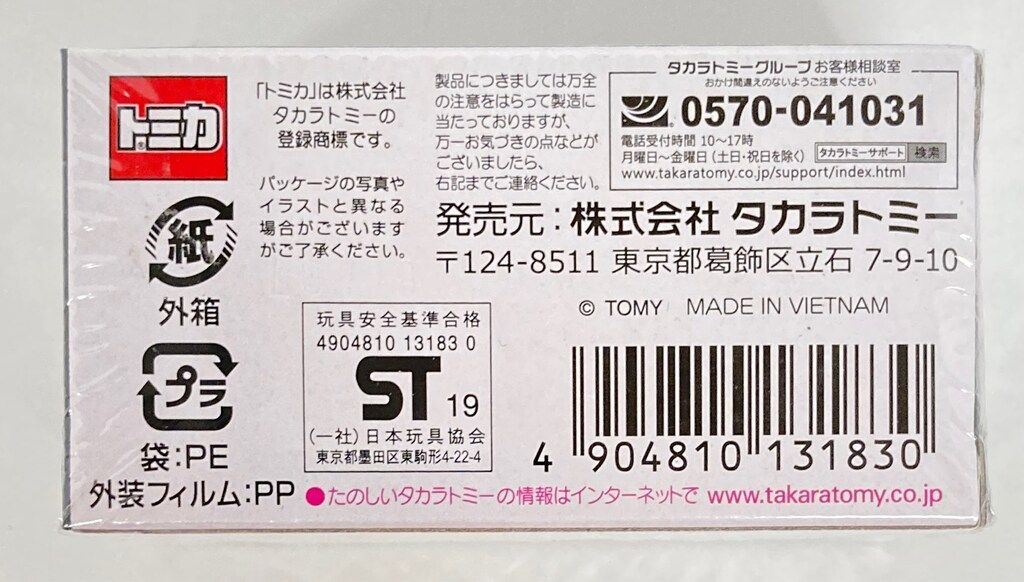 トミカ
紙
外箱
プラ
袋:PE
外装フィルム:PP
「トミカ」は株式会社
タカラトミーの
登録商標です。
パッケージの写真や
イラストと異なる
場合がございます
がご了承ください。
製品につきましては万全
の注意をはらって製造に
当たっておりますが、
万一お気づきの点などが
ございましたら、
右記までご連絡ください。
タカラトミーグループお客様相談室
おかけ間違えのないようご注意ください
0570-041031
電話受付時間 10〜17時
月曜日〜金曜日 (土日・祝日を除く) タカラトミーサポート 検索
www.takaratomy.co.jp/support/index.html
発売元:株式会社 タカラトミー
〒124-8511 東京都葛飾区立石 7-9-10
© TOMY MADE IN VIETNAM
玩具安全基準合格
4904810 13183 0
ST 19
(一社)日本玩具協会
東京都墨田区東駒形4-22-4
4 904810 131830
●たのしいタカラトミーの情報はインターネットで www.takaratomy.co.jp